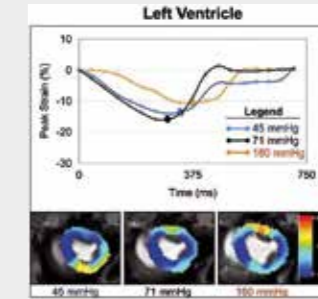 Left Ventricle
10
0
-10
-20
-30
Peak Strain (%)
Legend
45 mmHg
71 mmHg
160 mmHg
0 375 750
Time (ms)
45 mmHg 71 mmHg 160 mmHg